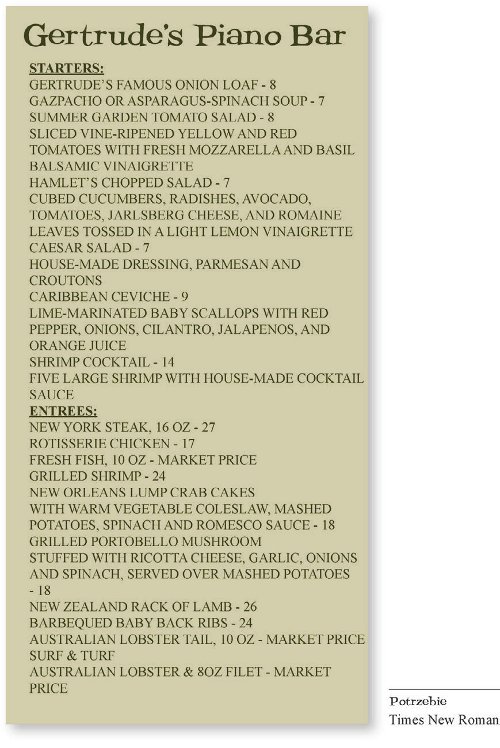 Gertrude's Piano Bar
STARTERS:
GERTRUDE'S FAMOUS ONION LOAF - 8
GAZPACHO OR ASPARAGUS-SPINACH SOUP - 7
SUMMER GARDEN TOMATO SALAD - 8
SLICED VINE-RIPENED YELLOW AND RED
TOMATOES WITH FRESH MOZZARELLA AND BASIL
BALSAMIC VINAIGRETTE
HAMLET'S CHOPPED SALAD - 7
CUBED CUCUMBERS, RADISHES, AVOCADO,
TOMATOES, JARLSBERG CHEESE, AND ROMAINE
LEAVES TOSSED IN A LIGHT LEMON VINAIGRETTE
CAESAR SALAD - 7
HOUSE-MADE DRESSING, PARMESAN AND
CROUTONS
CARIBBEAN CEVICHE - 9
LIME-MARINATED BABY SCALLOPS WITH RED
PEPPER, ONIONS, CILANTRO, JALAPENOS, AND
ORANGE JUICE
SHRIMP COCKTAIL - 14
FIVE LARGE SHRIMP WITH HOUSE-MADE COCKTAIL
SAUCE
ENTREES:
NEW YORK STEAK, 16 OZ - 27
ROTISSERIE CHICKEN - 17
FRESH FISH, 10 OZ - MARKET PRICE
GRILLED SHRIMP - 24
NEW ORLEANS LUMP CRAB CAKES
WITH WARM VEGETABLE COLESLAW, MASHED
POTATOES, SPINACH AND ROMESCO SAUCE - 18
GRILLED PORTOBELLO MUSHROOM
STUFFED WITH RICOTTA CHEESE, GARLIC, ONIONS
AND SPINACH, SERVED OVER MASHED POTATOES
- 18
NEW ZEALAND RACK OF LAMB - 26
BARBEQUED BABY BACK RIBS - 24
AUSTRALIAN LOBSTER TAIL, 10 OZ - MARKET PRICE
SURF & TURF
AUSTRALIAN LOBSTER & 8OZ FILET - MARKET
PRICE
Potrzebie
Times New Roman